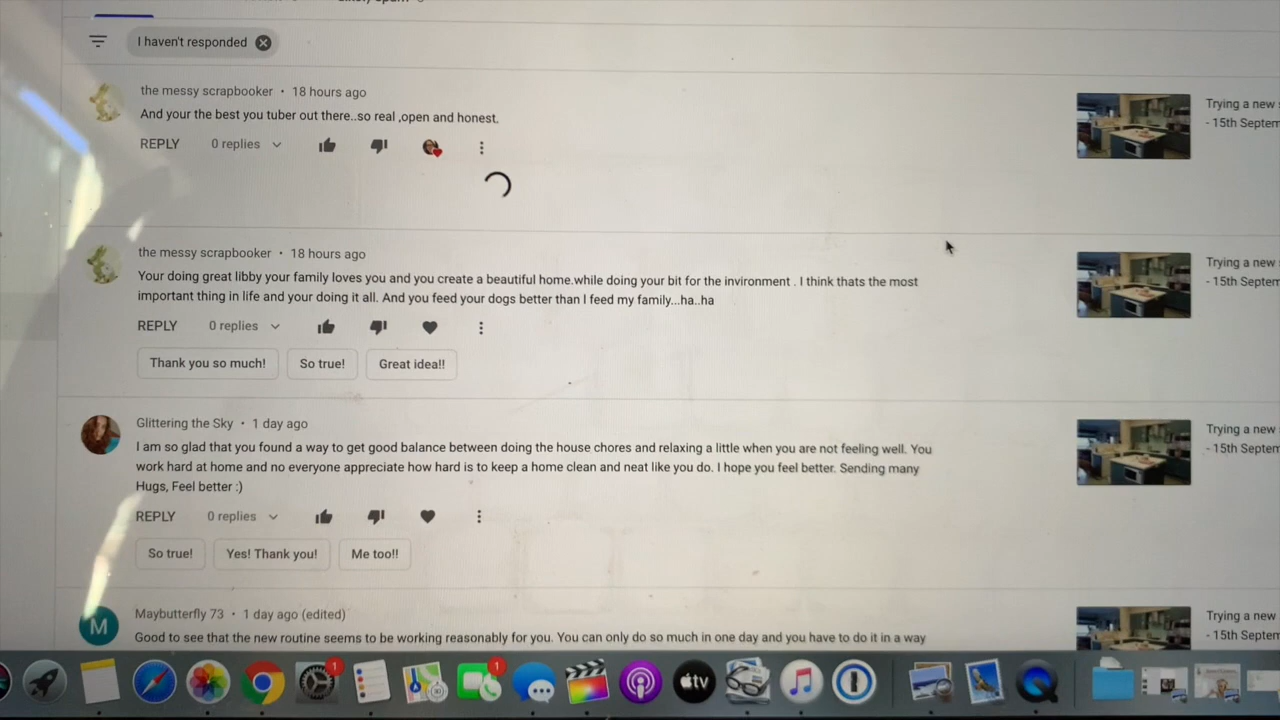 I haven't responded
the messy scrapbooker • 18 hours ago
And your the best you tuber out there..so real ,open and honest.
REPLY 0 replies
Trying a new
- 15th Septem
the messy scrapbooker • 18 hours ago
Your doing great libby your family loves you and you create a beautiful home.while doing your bit for the invironment . I think thats the most
important thing in life and your doing it all. And you feed your dogs better than I feed my family...ha..ha
REPLY 0 replies
Thank you so much! So true! Great idea!!
Trying a new
- 15th Septem
Glittering the Sky • 1 day ago
I am so glad that you found a way to get good balance between doing the house chores and relaxing a little when you are not feeling well. You
work hard at home and no everyone appreciate how hard is to keep a home clean and neat like you do. I hope you feel better. Sending many
Hugs, Feel better :)
REPLY 0 replies
So true! Yes! Thank you! Me too!!
Trying a new
- 15th Septem
M
Maybutterfly 73 • 1 day ago (edited)
Good to see that the new routine seems to be working reasonably for you. You can only do so much in one day and you have to do it in a way
Trying a new
- 15th Septem
1
1
tv